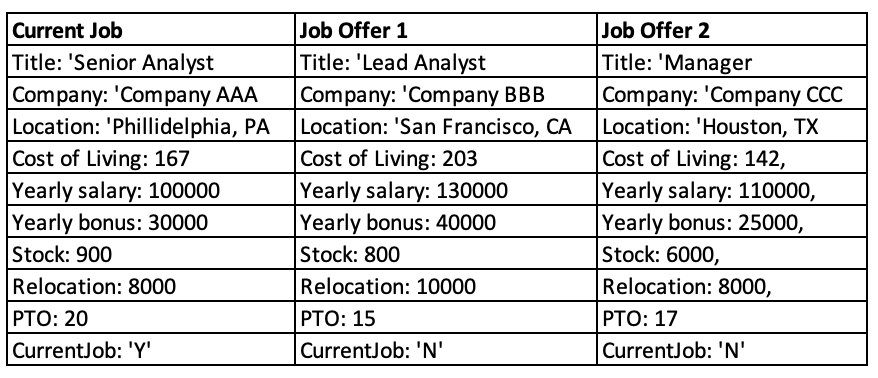 Current Job Job Offer 1 Job Offer 2
Title: 'Senior Analyst Title: 'Lead Analyst Title: 'Manager
Company: 'Company AAA Company: 'Company BBB Company: 'Company CCC
Location: 'Phillidelphia, PA Location: 'San Francisco, CA Location: 'Houston, TX
Cost of Living: 167 Cost of Living: 203 Cost of Living: 142,
Yearly salary: 100000 Yearly salary: 130000 Yearly salary: 110000,
Yearly bonus: 30000 Yearly bonus: 40000 Yearly bonus: 25000,
Stock: 900 Stock: 800 Stock: 6000,
Relocation: 8000 Relocation: 10000 Relocation: 8000,
PTO: 20 PTO: 15 PTO: 17
CurrentJob: 'Y' CurrentJob: 'N' CurrentJob: 'N'